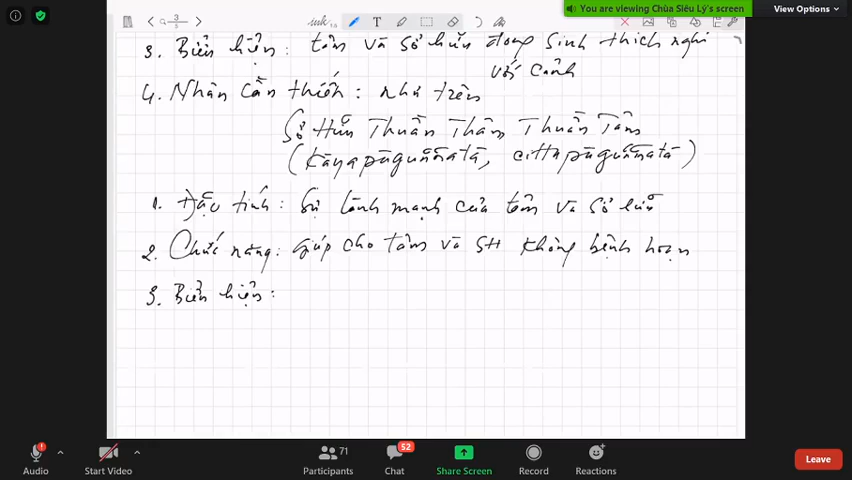 You are viewing Chùa Siêu Lý's screen
View Options
3
3. Biểu hiện: tâm và sở hữu đồng sinh thích nghi
với cảnh
4. Nhân cần thiết: như trên
Sở Hữu Thuần Thân, Thuần Tâm
(Kāyapāguññatā, cittapāguññatā)
1. Đặc tính: Sự lành mạnh của tâm và sở hữu
2. Chức năng: Giúp cho tâm và SH không bệnh hoạn
3. Biểu hiện:
71
52
Audio
Start Video
Participants
Chat
Share Screen
Record
Reactions
Leave